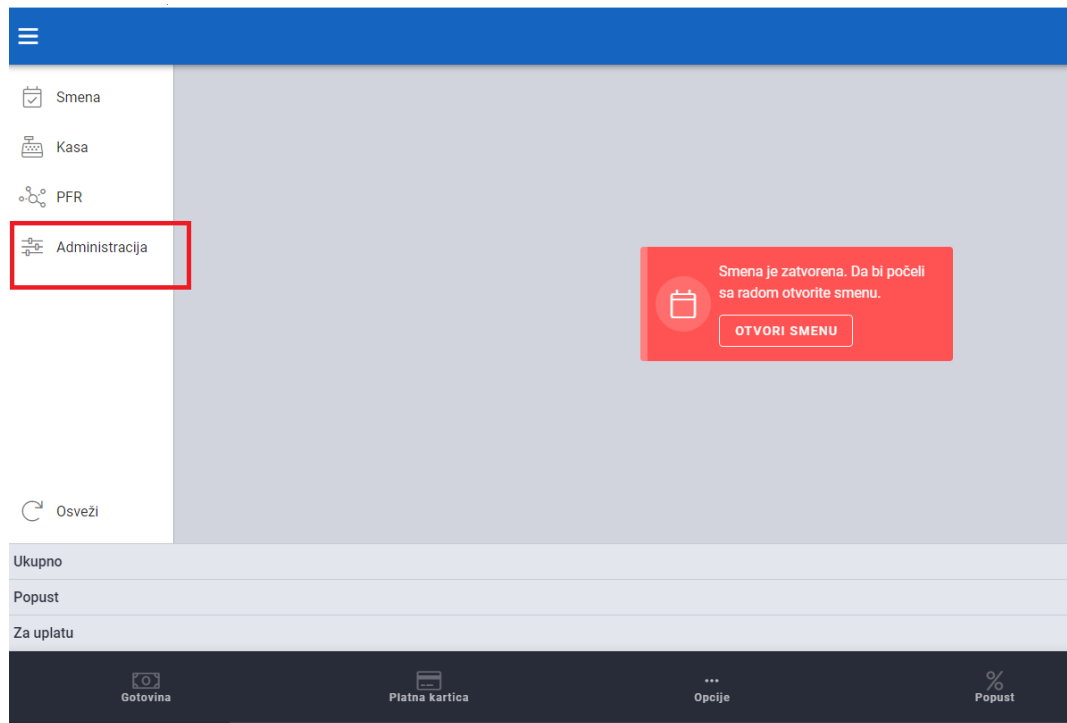 Smena
Kasa
PFR
Administracija
Smena je zatvorena. Da bi počeli
sa radom otvorite smenu.
OTVORI SMENU
Osveži
Ukupno
Popust
Za uplatu
Gotovina
Platna kartica
Opcije
Popust